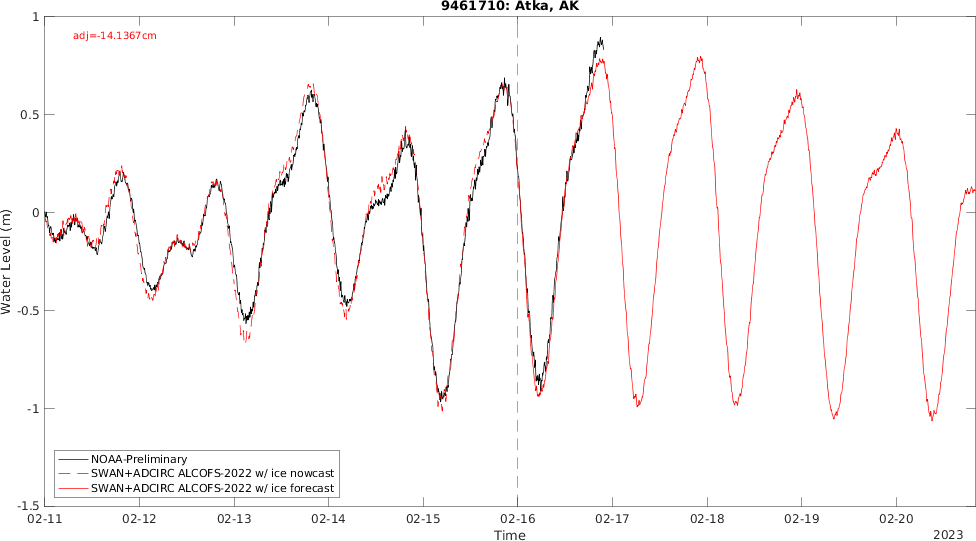 9461710: Atka, AK
adj=-14.1367cm
1
0.5
0
-0.5
-1
-1.5
Water Level (m)
NOAA-Preliminary
SWAN+ADCIRC ALCOFS-2022 w/ ice nowcast
SWAN+ADCIRC ALCOFS-2022 w/ ice forecast
02-11 02-12 02-13 02-14 02-15 02-16 02-17 02-18 02-19 02-20
Time
2023